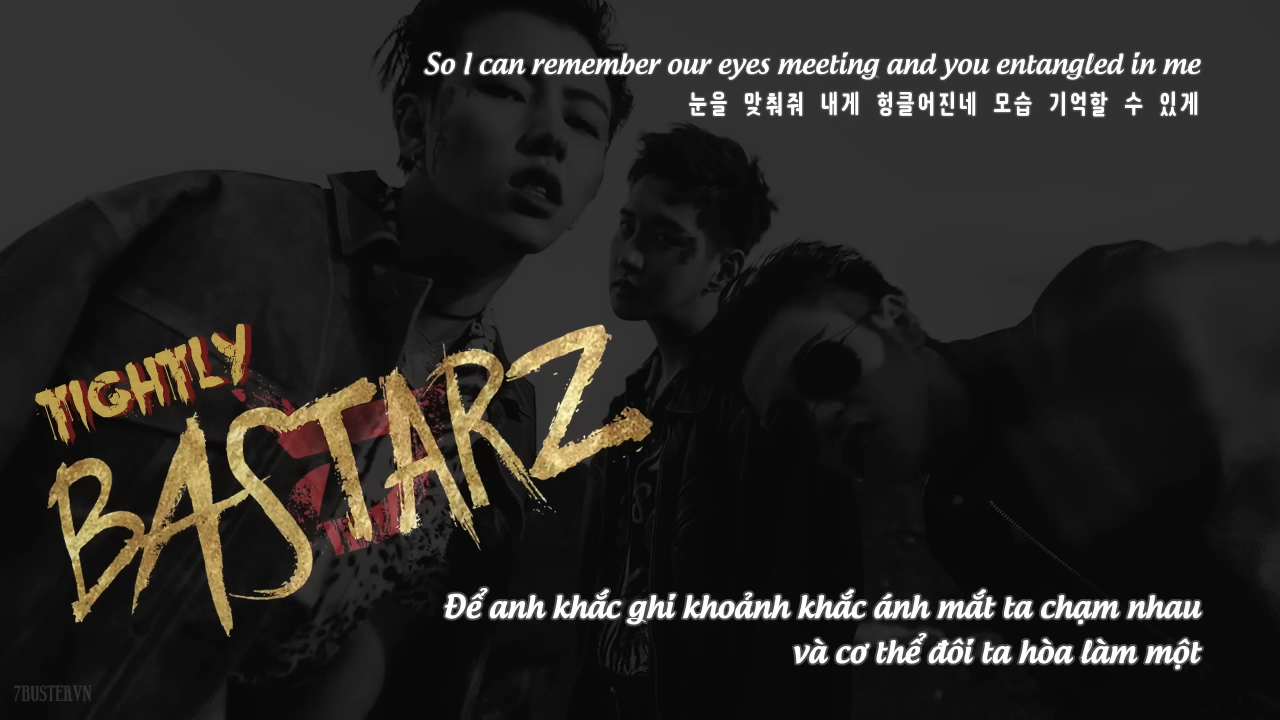 So I can remember our eyes meeting and you entangled in me
눈을 맞춰줘 내게 헝클어진네 모습 기억할 수 있게
TIGHTLY
BASTARZ
Để anh khắc ghi khoảnh khắc ánh mắt ta chạm nhau
và cơ thể đôi ta hòa làm một
7BUSTERVN